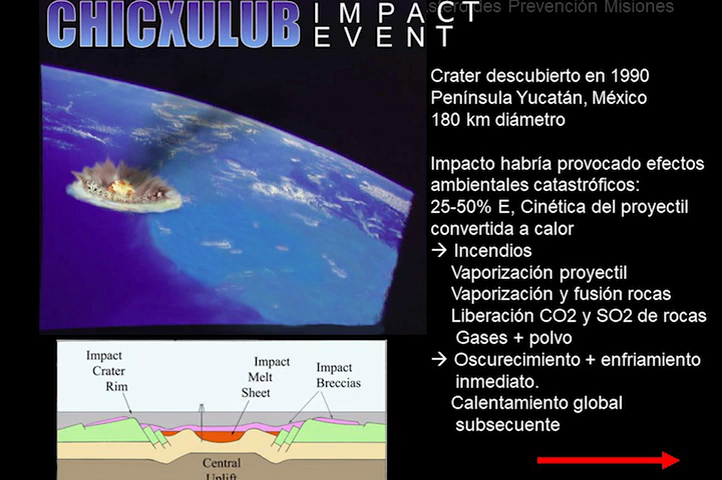 CHICXULUB IMPACT EVENT
Prevención Misiones
Crater descubierto en 1990
Península Yucatán, México
180 km diámetro
Impacto habría provocado efectos
ambientales catastróficos:
25-50% E, Cinética del proyectil
convertida a calor
→ Incendios
Vaporización proyectil
Vaporización y fusión rocas
Liberación CO2 y SO2 de rocas
Gases + polvo
→ Oscurecimiento + enfriamiento
inmediato.
Calentamiento global
subsecuente
Impact
Crater
Rim
Impact
Melt
Sheet
Impact
Breccias
Central
Uplift